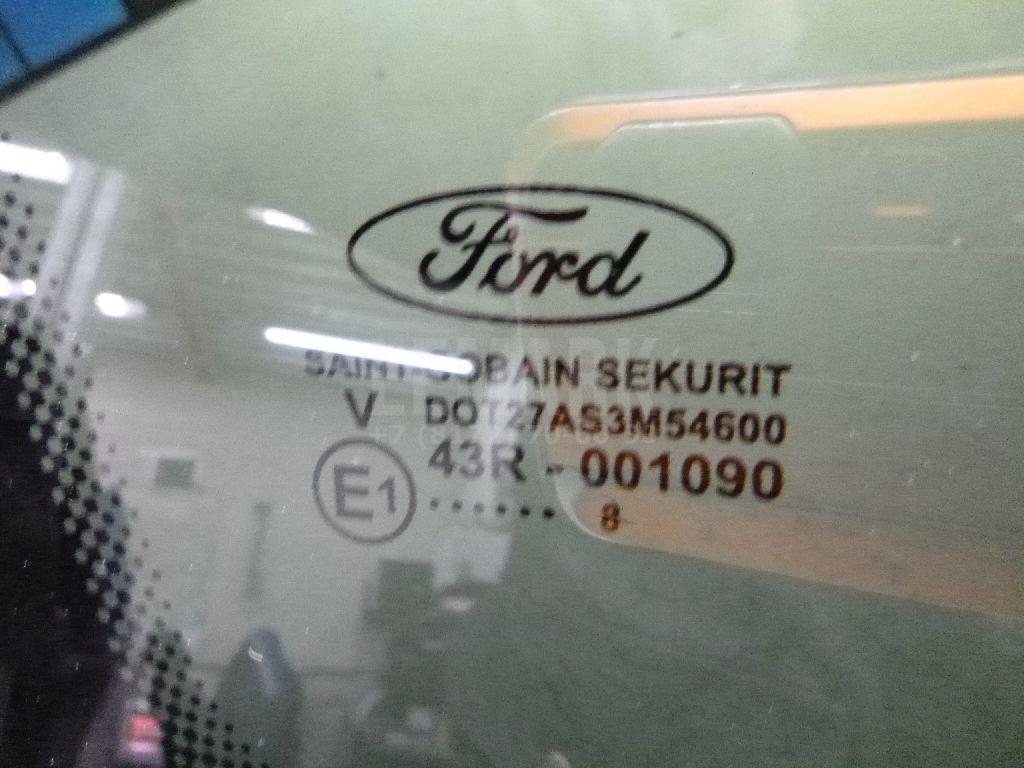 Ford
SAINT-GOBAIN SEKURIT
V DOT27AS3M54600
E1 43R - 001090
...... 8